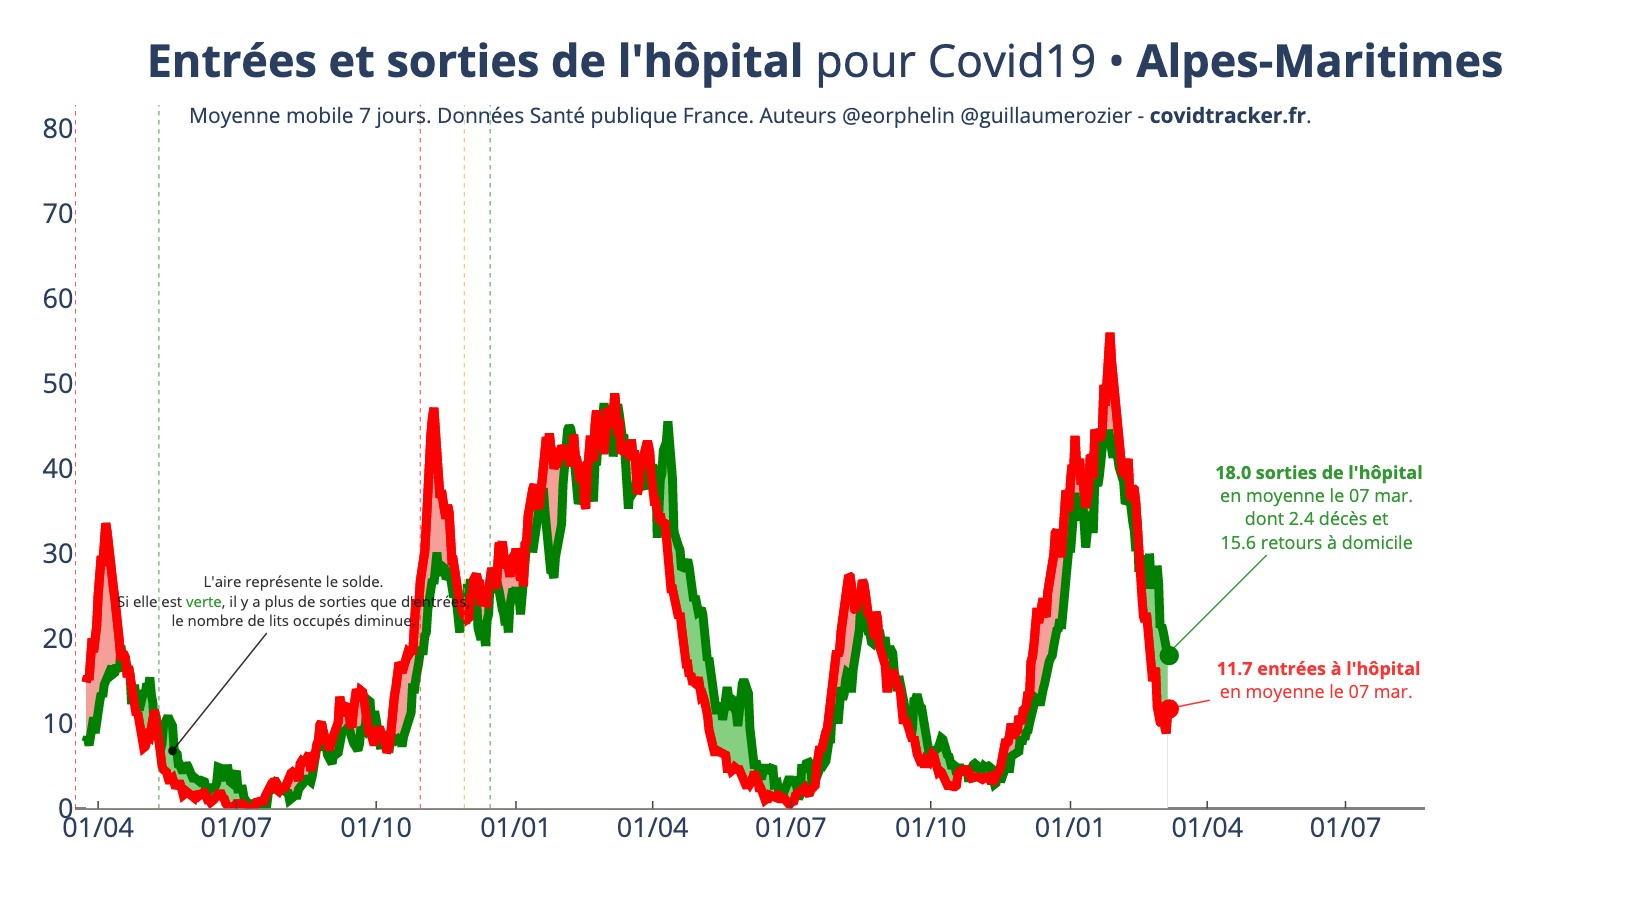 Entrées et sorties de l'hôpital pour Covid19 • Alpes-Maritimes
Moyenne mobile 7 jours. Données Santé publique France. Auteurs @eorphelin @guillaumerozier - covidtracker.fr.
80
70
60
50
40
30
20
10
0
L'aire représente le solde.
Si elle est verte, il y a plus de sorties que d'entrées,
le nombre de lits occupés diminue.
18.0 sorties de l'hôpital
en moyenne le 07 mar.
dont 2.4 décès et
15.6 retours à domicile
11.7 entrées à l'hôpital
en moyenne le 07 mar.
01/04 01/07 01/10 01/01 01/04 01/07 01/10 01/01 01/04 01/07